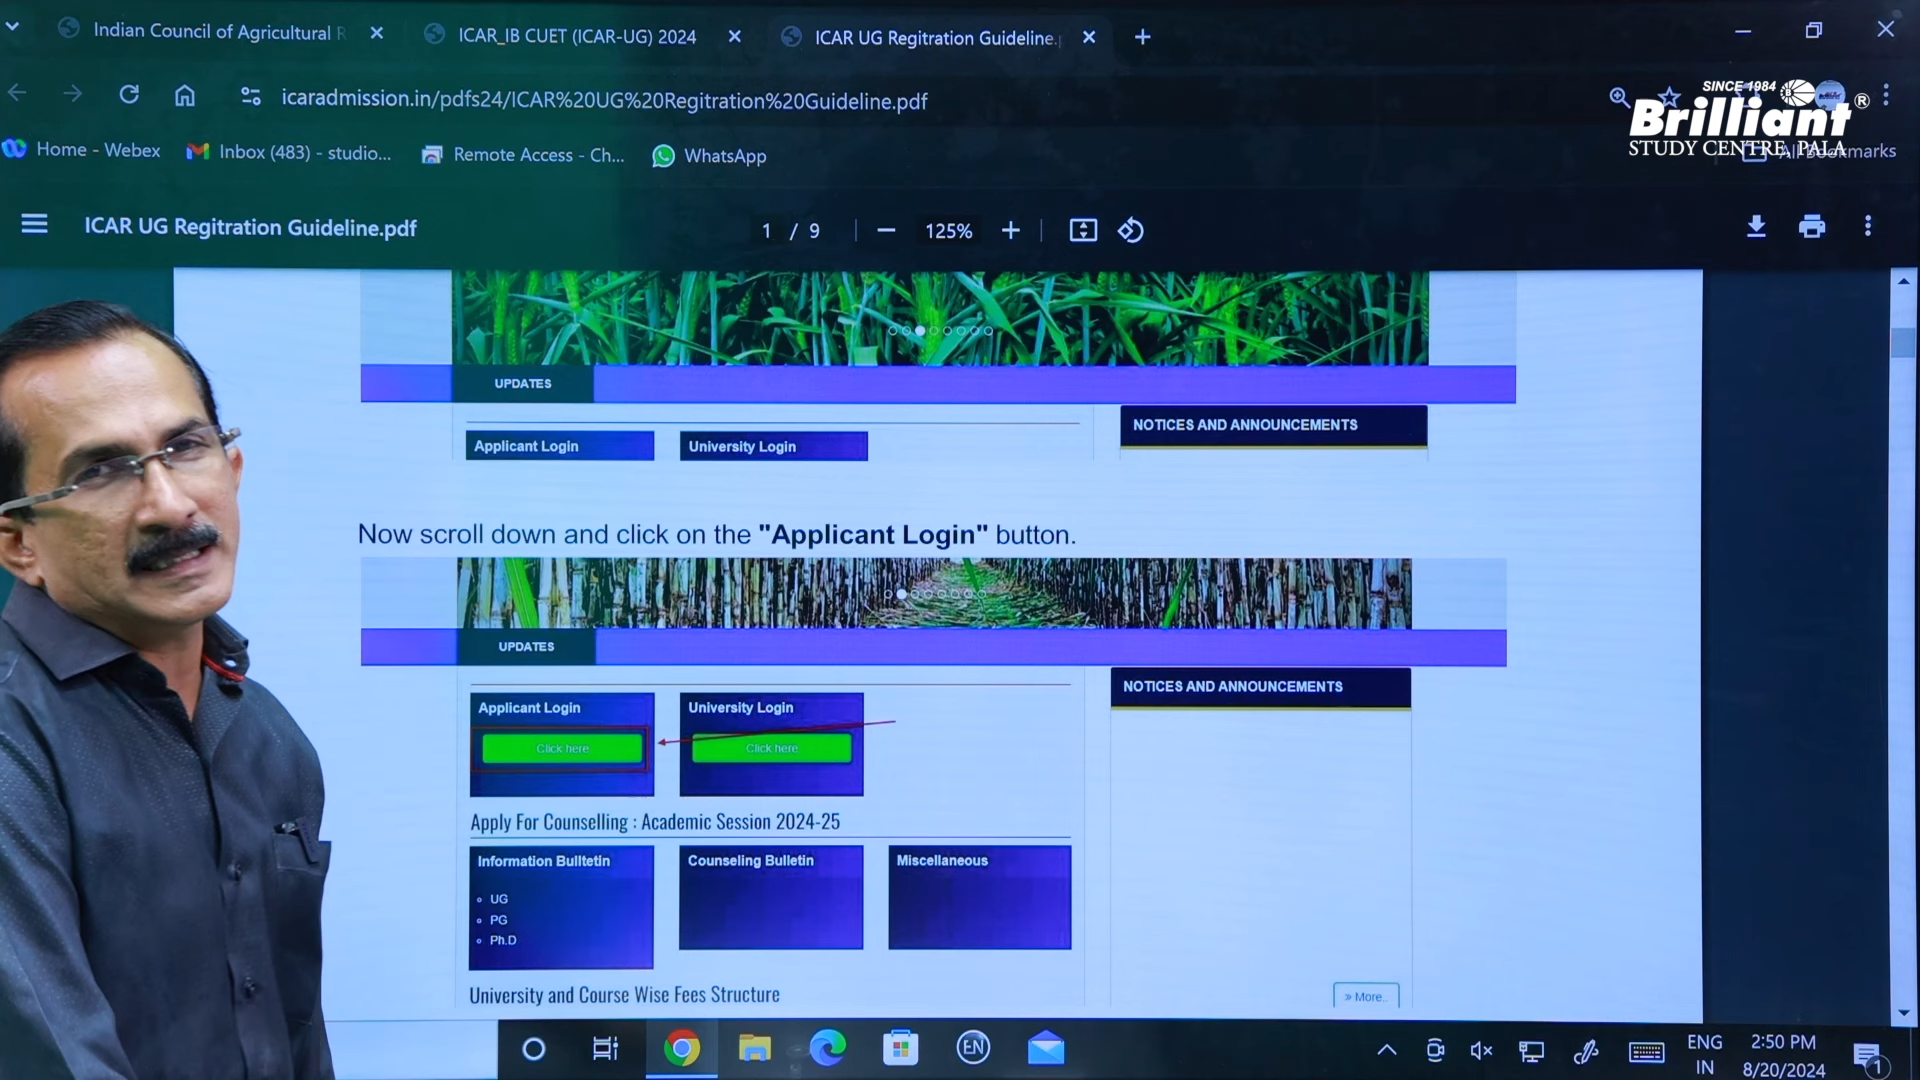 Indian Council of Agricultural R
ICAR_IB CUET (ICAR-UG) 2024
ICAR UG Regitration Guideline.
icaradmission.in/pdfs24/ICAR%20UG%20Regitration%20Guideline.pdf
SINCE 1984
Brilliant ®
STUDY CENTRE, PALA
Home - Webex
Inbox (483) - studio...
Remote Access - Ch...
WhatsApp
All Bookmarks
ICAR UG Regitration Guideline.pdf
1 / 9
125%
UPDATES
Applicant Login
University Login
NOTICES AND ANNOUNCEMENTS
Now scroll down and click on the "Applicant Login" button.
UPDATES
NOTICES AND ANNOUNCEMENTS
Applicant Login
University Login
Click here
Click here
Apply For Counselling : Academic Session 2024-25
Information Bulltetin
Counseling Bulletin
Miscellaneous
UG
PG
Ph.D
University and Course Wise Fees Structure
» More..
EN
ENG
IN
2:50 PM
8/20/2024
1